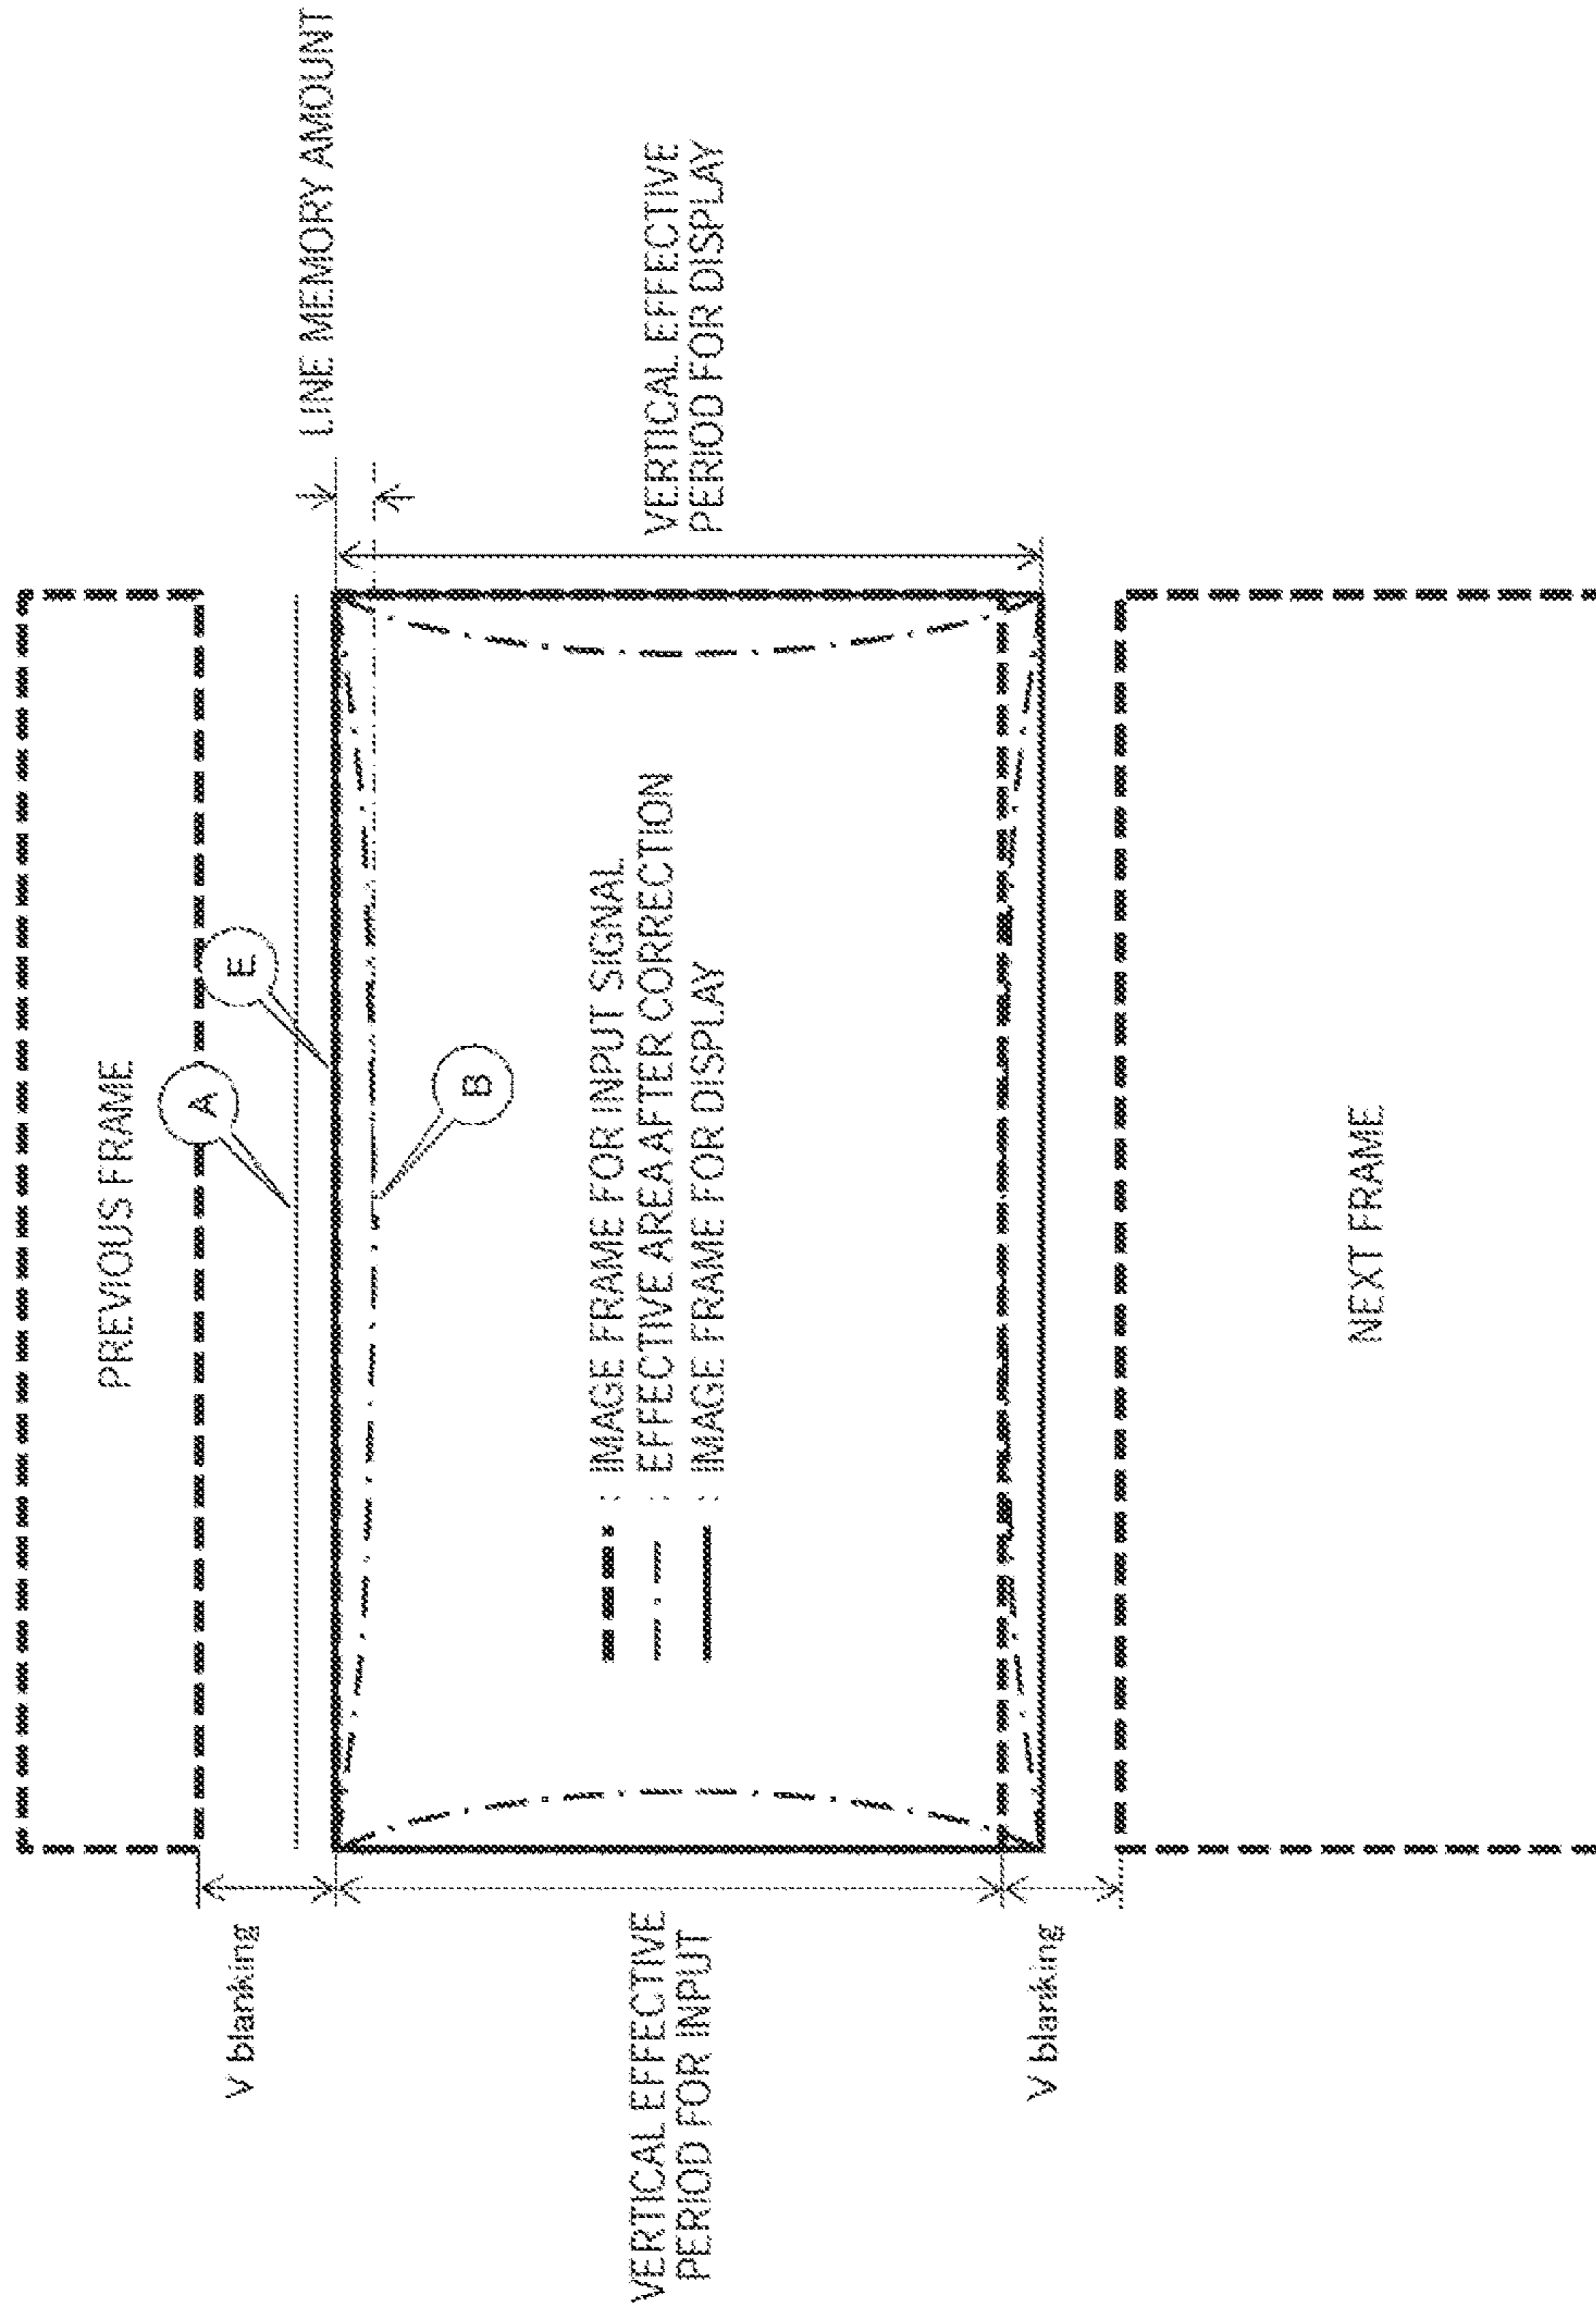 PREVIOUS FRAME
A
E
LINE MEMORY AMOUNT
B
V blanking
VERTICAL EFFECTIVE
PERIOD FOR INPUT
: IMAGE FRAME FOR INPUT SIGNAL
: EFFECTIVE AREA AFTER CORRECTION
: IMAGE FRAME FOR DISPLAY
VERTICAL EFFECTIVE
PERIOD FOR DISPLAY
V blanking
NEXT FRAME